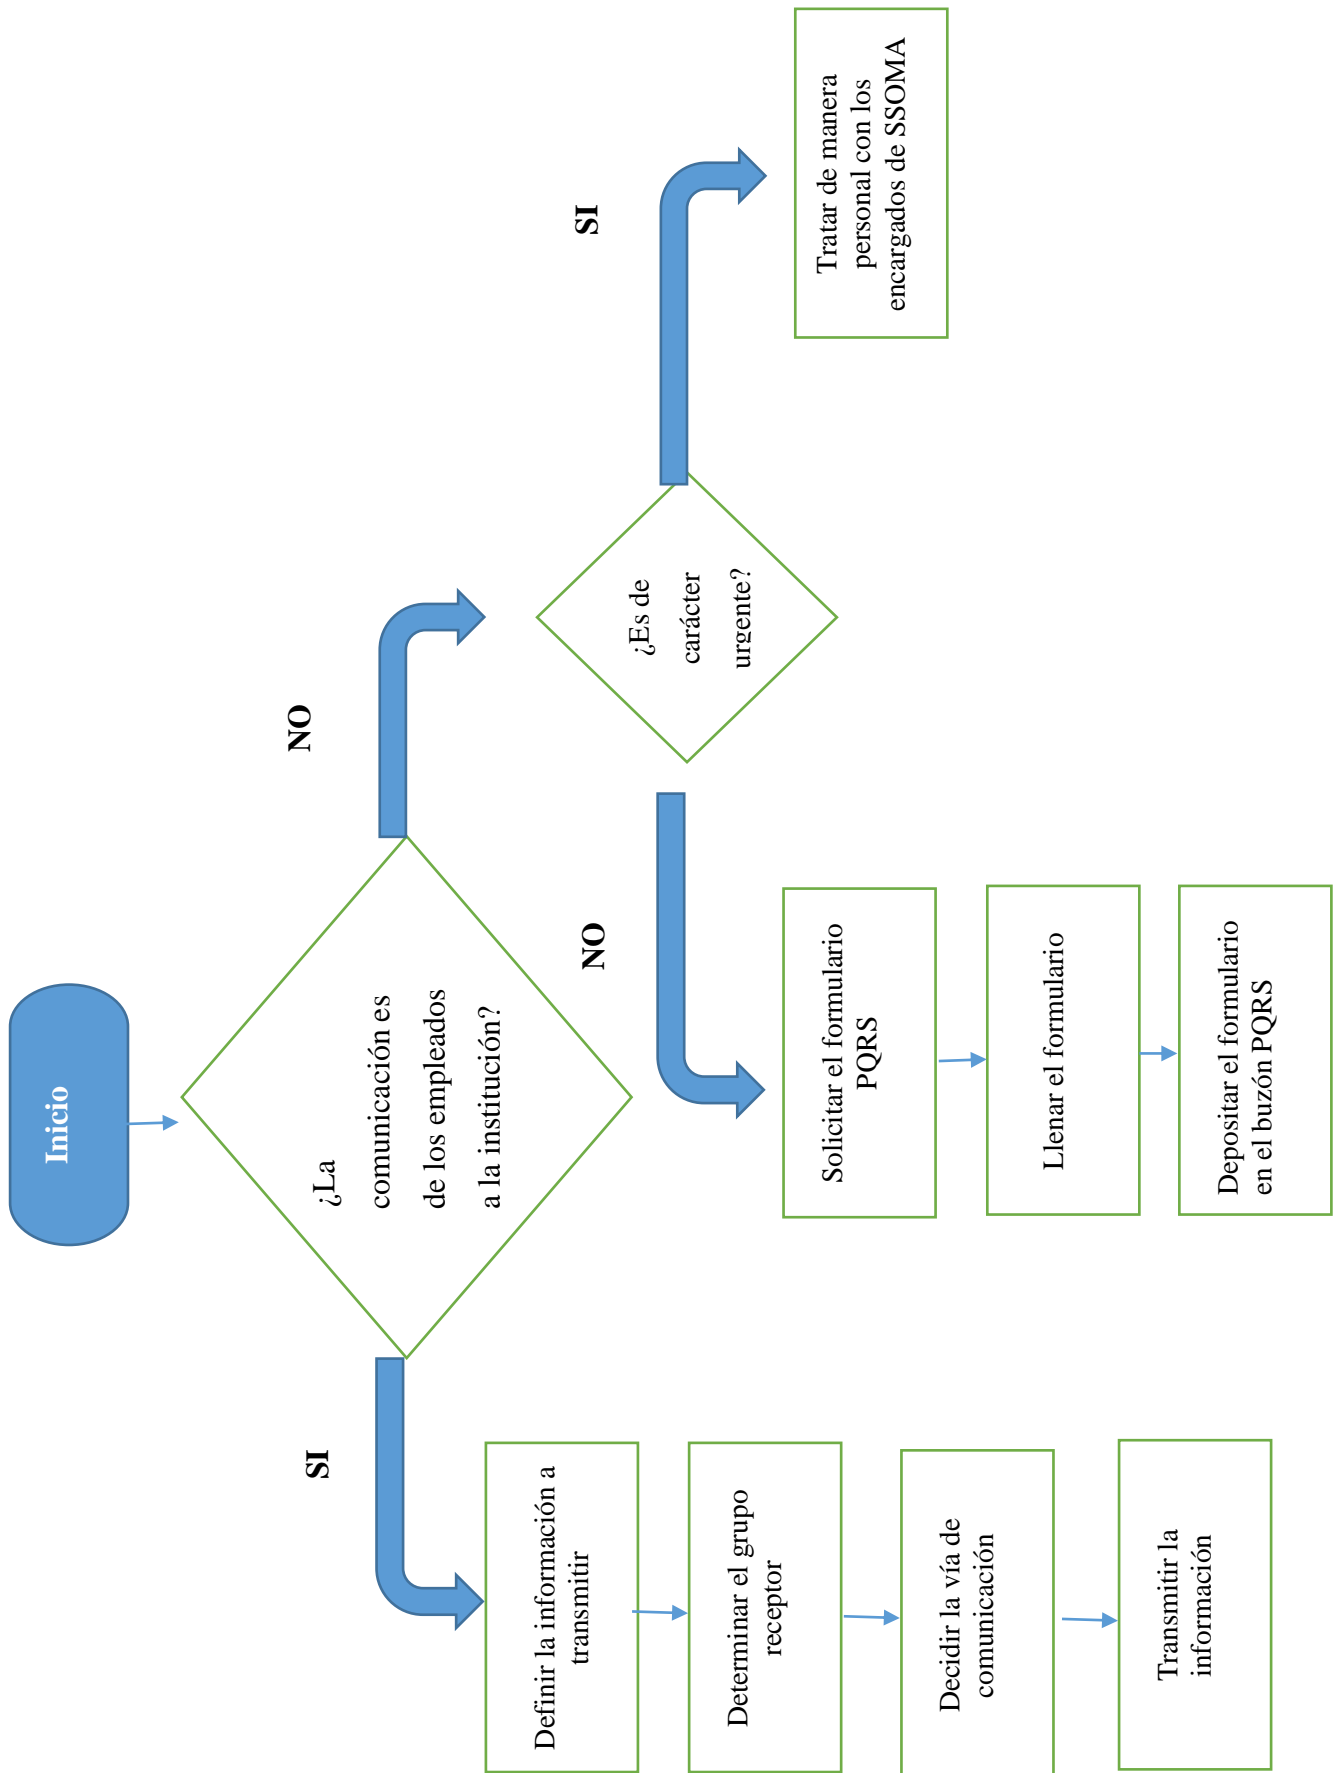 Inicio
¿La
comunicación es
de los empleados
a la institución?
SI
NO
Definir la información a
transmitir
Determinar el grupo
receptor
Decidir la vía de
comunicación
Transmitir la
información
¿Es de
carácter
urgente?
NO
SI
Solicitar el formulario
PQRS
Llenar el formulario
Depositar el formulario
en el buzón PQRS
Tratar de manera
personal con los
encargados de SSOMA